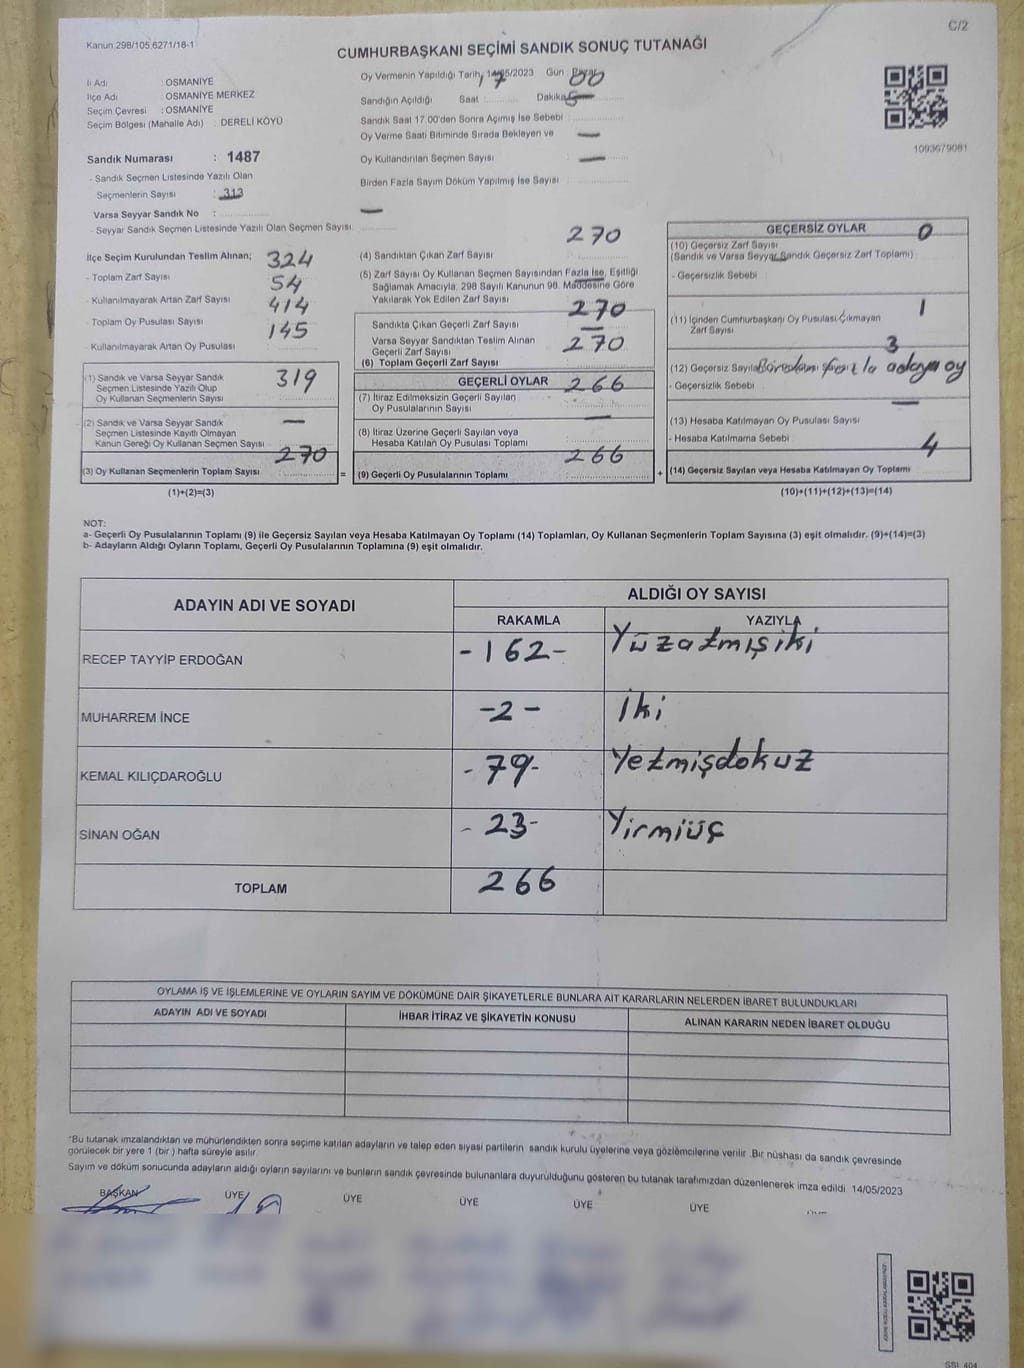 C/2
Kanun:298/105,6271/18-1
CUMHURBAŞKANI SEÇİMİ SANDIK SONUÇ TUTANAĞI
İl Adı : OSMANİYE
İlçe Adı : OSMANİYE MERKEZ
Seçim Çevresi : OSMANİYE
Seçim Bölgesi (Mahalle Adı) : DERELİ KÖYÜ
Sandık Numarası : 1487
- Sandık Seçmen Listesinde Yazılı Olan
Seçmenlerin Sayısı : 313
Varsa Seyyar Sandık No :
- Seyyar Sandık Seçmen Listesinde Yazılı Olan Seçmen Sayısı: —
Oy Vermenin Yapıldığı Tarih: 14/05/2023 Gün : Pazar
Sandığın Açıldığı Saat : 17 Dakika : 00
Sandık Saat 17.00'den Sonra Açımış İse Sebebi :
Oy Verme Saati Bitiminde Sırada Bekleyen ve
Oy Kullandırılan Seçmen Sayısı : —
Birden Fazla Sayım Döküm Yapılmış İse Sayısı : —
1093679081
İlçe Seçim Kurulundan Teslim Alınan;
- Toplam Zarf Sayısı 324
- Kullanılmayarak Artan Zarf Sayısı 54
- Toplam Oy Pusulası Sayısı 414
- Kullanılmayarak Artan Oy Pusulası 145
(1) Sandık ve Varsa Seyyar Sandık
Seçmen Listesinde Yazılı Olup
Oy Kullanan Seçmenlerin Sayısı 319
(2) Sandık ve Varsa Seyyar Sandık
Seçmen Listesinde Kayıtlı Olmayan
Kanun Gereği Oy Kullanan Seçmen Sayısı —
(3) Oy Kullanan Seçmenlerin Toplam Sayısı 270 =
(1)+(2)=(3)
(4) Sandıktan Çıkan Zarf Sayısı 270
(5) Zarf Sayısı Oy Kullanan Seçmen Sayısından Fazla İse, Eşitliği
Sağlamak Amacıyla; 298 Sayılı Kanunun 98. Maddesine Göre
Yakılarak Yok Edilen Zarf Sayısı —
Sandıkta Çıkan Geçerli Zarf Sayısı 270
Varsa Seyyar Sandıktan Teslim Alınan
Geçerli Zarf Sayısı —
(6) Toplam Geçerli Zarf Sayısı 270
GEÇERLİ OYLAR
(7) İtiraz Edilmeksizin Geçerli Sayılan
Oy Pusulalarının Sayısı 266
(8) İtiraz Üzerine Geçerli Sayılan veya
Hesaba Katılan Oy Pusulası Toplamı —
(9) Geçerli Oy Pusulalarının Toplamı 266 +
GEÇERSİZ OYLAR
(10) Geçersiz Zarf Sayısı 0
(Sandık ve Varsa Seyyar Sandık Geçersiz Zarf Toplamı)
- Geçersizlik Sebebi : —
(11) İçinden Cumhurbaşkanı Oy Pusulası Çıkmayan
Zarf Sayısı 1
(12) Geçersiz Sayıla 3
- Geçersizlik Sebebi Birden fazla adaya oy
(13) Hesaba Katılmayan Oy Pusulası Sayısı —
- Hesaba Katılmama Sebebi :
(14) Geçersiz Sayılan veya Hesaba Katılmayan Oy Toplamı 4
(10)+(11)+(12)+(13)=(14)
NOT:
a- Geçerli Oy Pusulalarının Toplamı (9) ile Geçersiz Sayılan veya Hesaba Katılmayan Oy Toplamı (14) Toplamları, Oy Kullanan Seçmenlerin Toplam Sayısına (3) eşit olmalıdır. (9)+(14)=(3)
b- Adayların Aldığı Oyların Toplamı, Geçerli Oy Pusulalarının Toplamına (9) eşit olmalıdır.
ADAYIN ADI VE SOYADI ALDIĞI OY SAYISI
RAKAMLA YAZIYLA
RECEP TAYYİP ERDOĞAN -162- Yüzatmışiki
MUHARREM İNCE -2- İki
KEMAL KILIÇDAROĞLU -79- Yetmişdokuz
SİNAN OĞAN -23- Yirmiüç
TOPLAM 266
OYLAMA İŞ VE İŞLEMLERİNE VE OYLARIN SAYIM VE DÖKÜMÜNE DAİR ŞİKAYETLERLE BUNLARA AİT KARARLARIN NELERDEN İBARET BULUNDUKLARI
ADAYIN ADI VE SOYADI İHBAR İTİRAZ VE ŞİKAYETİN KONUSU ALINAN KARARIN NEDEN İBARET OLDUĞU
"Bu tutanak imzalandıktan ve mühürlendikten sonra seçime katılan adayların ve talep eden siyasi partilerin sandık kurulu üyelerine veya gözlemcilerine verilir .Bir nüshası da sandık çevresinde
görülecek bir yere 1 (bir ) hafta süreyle asılır.
Sayım ve döküm sonucunda adayların aldığı oyların sayılarını ve bunların sandık çevresinde bulunanlara duyurulduğunu gösteren bu tutanak tarafımızdan düzenlenerek imza edildi 14/05/2023
BAŞKAN ÜYE ÜYE ÜYE ÜYE ÜYE